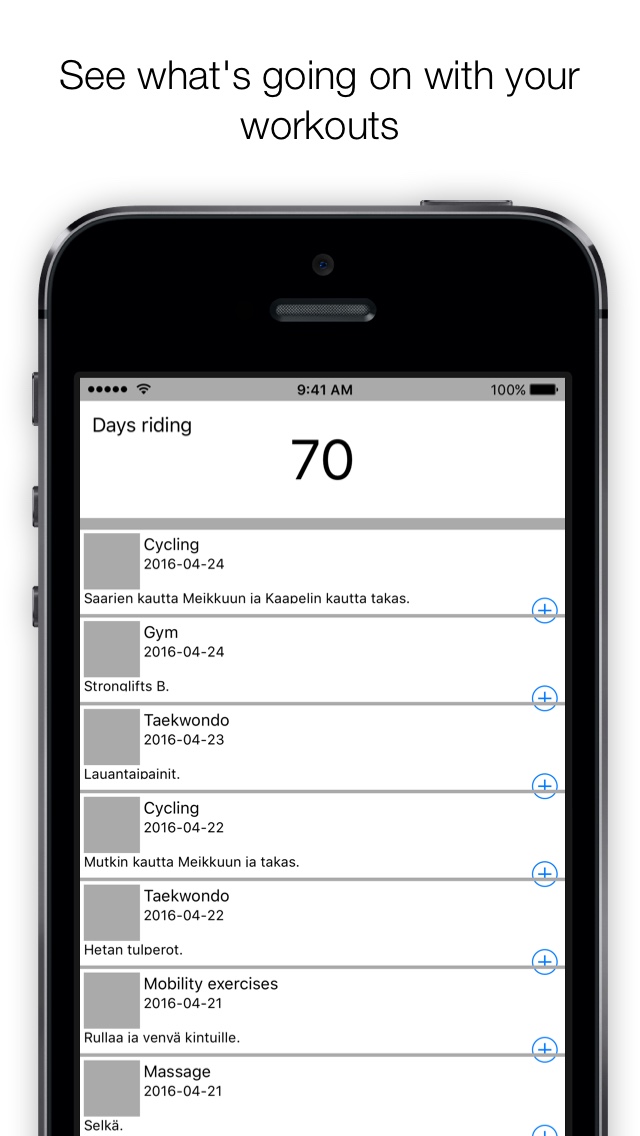 See what's going on with your
workouts
9:41 AM
100%
Days riding
70
Cycling
2016-04-24
Saarien kautta Meikkuun ja Kaapelin kautta takas.
Gym
2016-04-24
Stronglifts B.
Taekwondo
2016-04-23
Lauantaipainit.
Cycling
2016-04-22
Mutkin kautta Meikkuun ja takas.
Taekwondo
2016-04-22
Hetan tulperot.
Mobility exercises
2016-04-21
Rullaa ja venvä kintuille.
Massage
2016-04-21
Selkä.